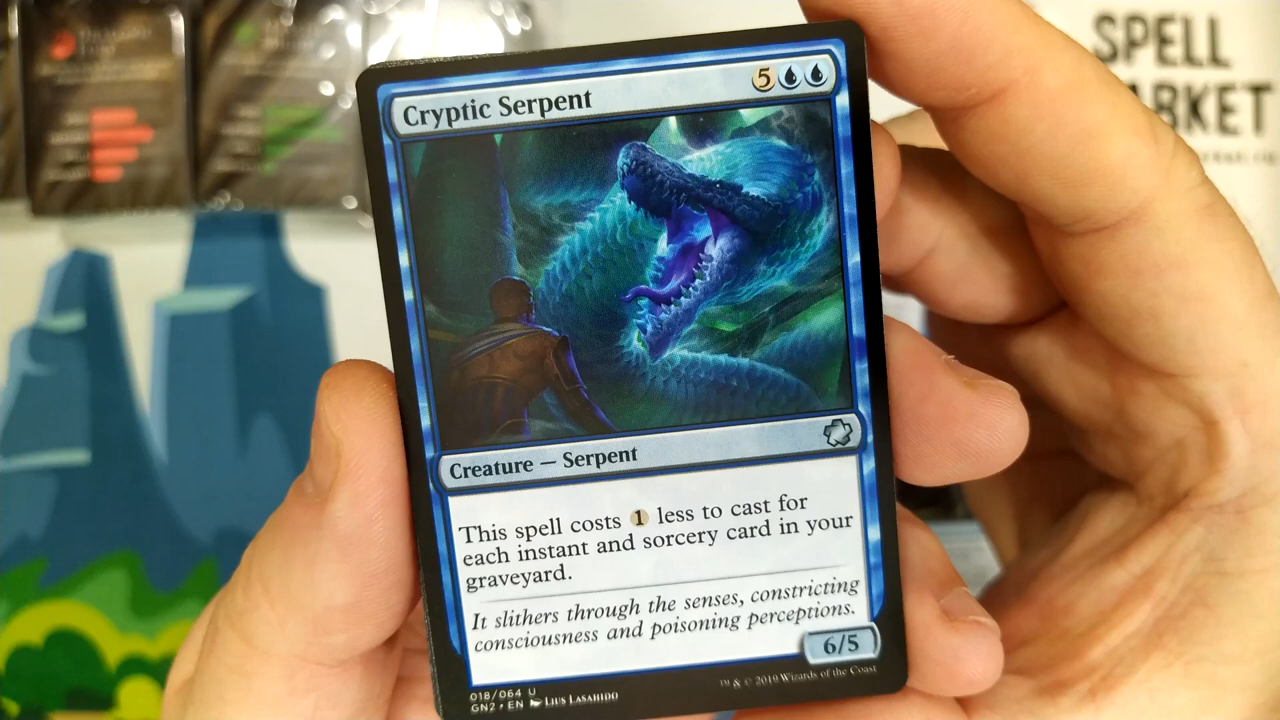 SPELL
Cryptic Serpent
5
Creature — Serpent
This spell costs 1 less to cast for
each instant and sorcery card in your
graveyard.
It slithers through the senses, constricting
consciousness and poisoning perceptions.
6/5
018/064 U
GN2 • EN LIUS LASAHIDO
™ & © 2019 Wizards of the Coast